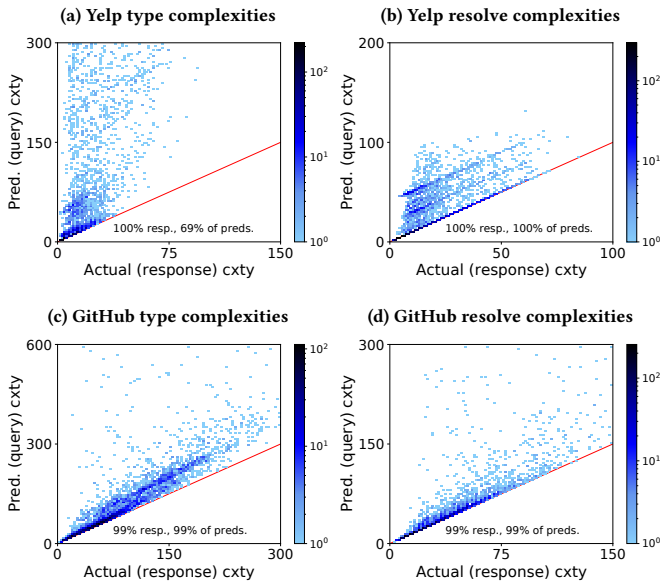 (a) Yelp type complexities
300
150
0
Pred. (query) cxty
0
75
150
Actual (response) cxty
100% resp., 69% of preds.
10²
10¹
10⁰
(b) Yelp resolve complexities
200
100
0
Pred. (query) cxty
0
50
100
Actual (response) cxty
100% resp., 100% of preds.
10²
10¹
10⁰
(c) GitHub type complexities
600
300
0
Pred. (query) cxty
0
150
300
Actual (response) cxty
99% resp., 99% of preds.
10²
10¹
10⁰
(d) GitHub resolve complexities
300
150
0
Pred. (query) cxty
0
75
150
Actual (response) cxty
99% resp., 99% of preds.
10²
10¹
10⁰